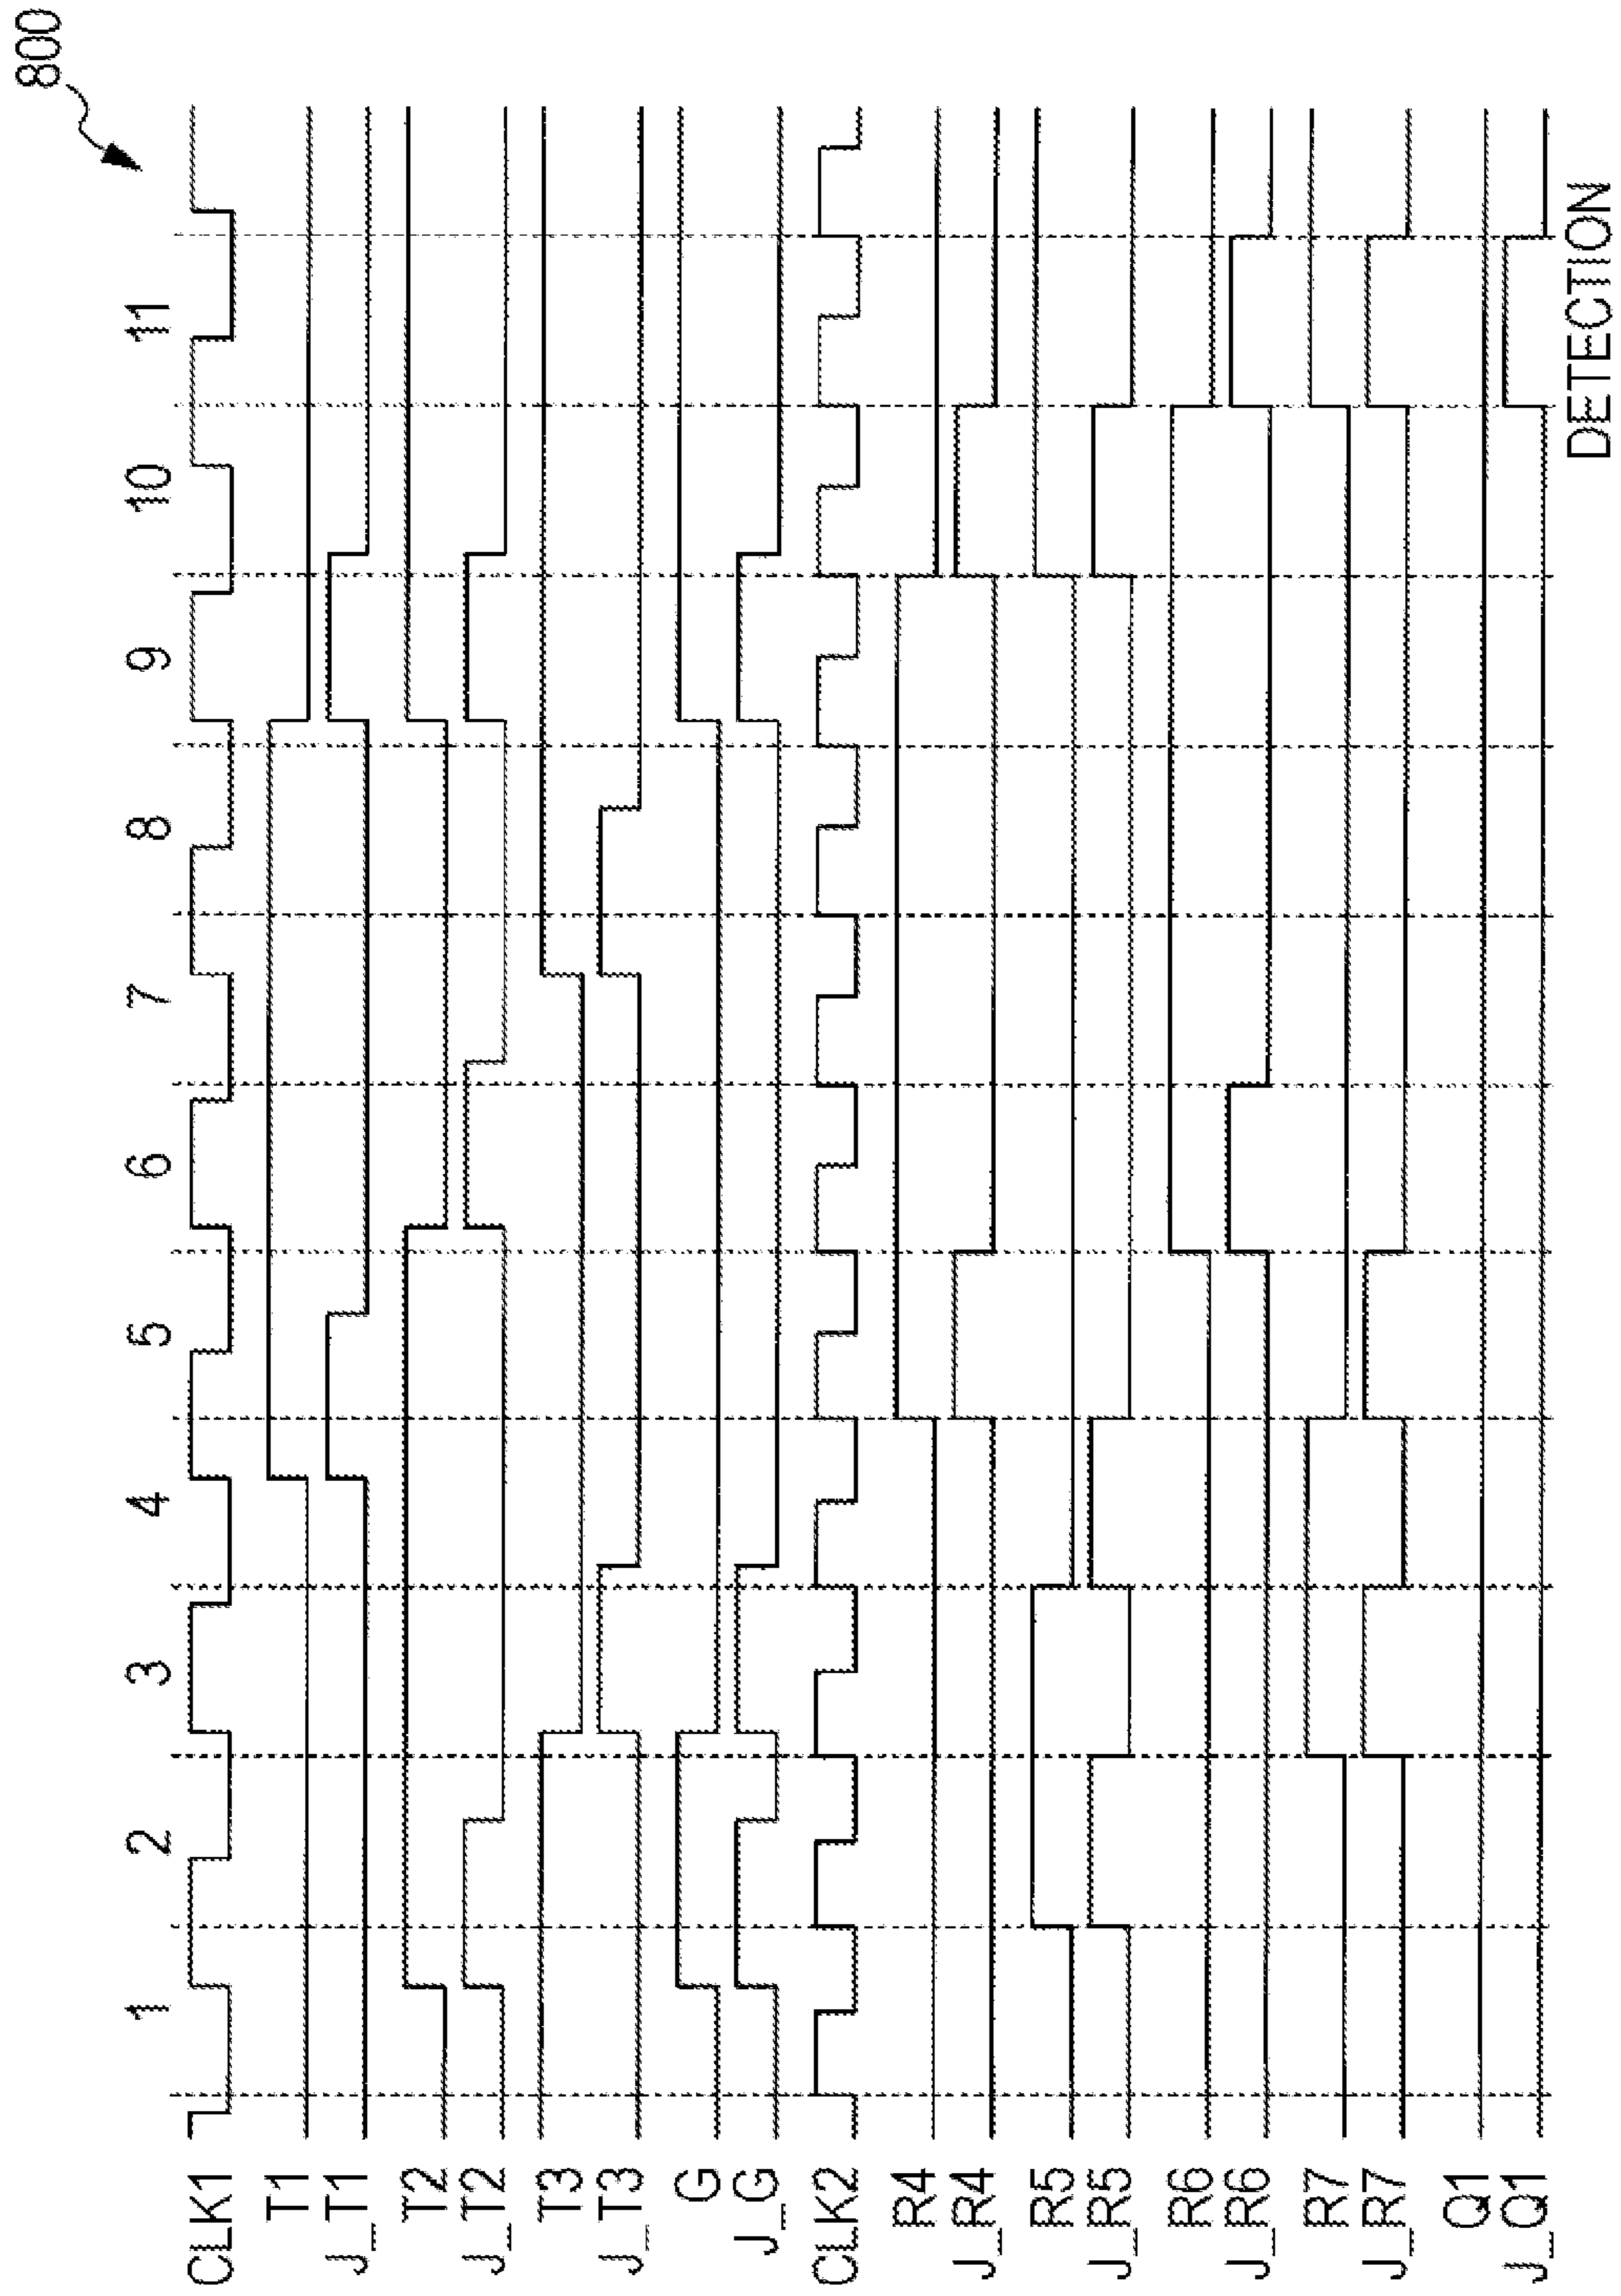 800
1 2 3 4 5 6 7 8 9 10 11
CLK1
T1
J_T1
T2
J_T2
T3
J_T3
G
J_G
CLK2
R4
J_R4
R5
J_R5
R6
J_R6
R7
J_R7
Q1
J_Q1
DETECTION